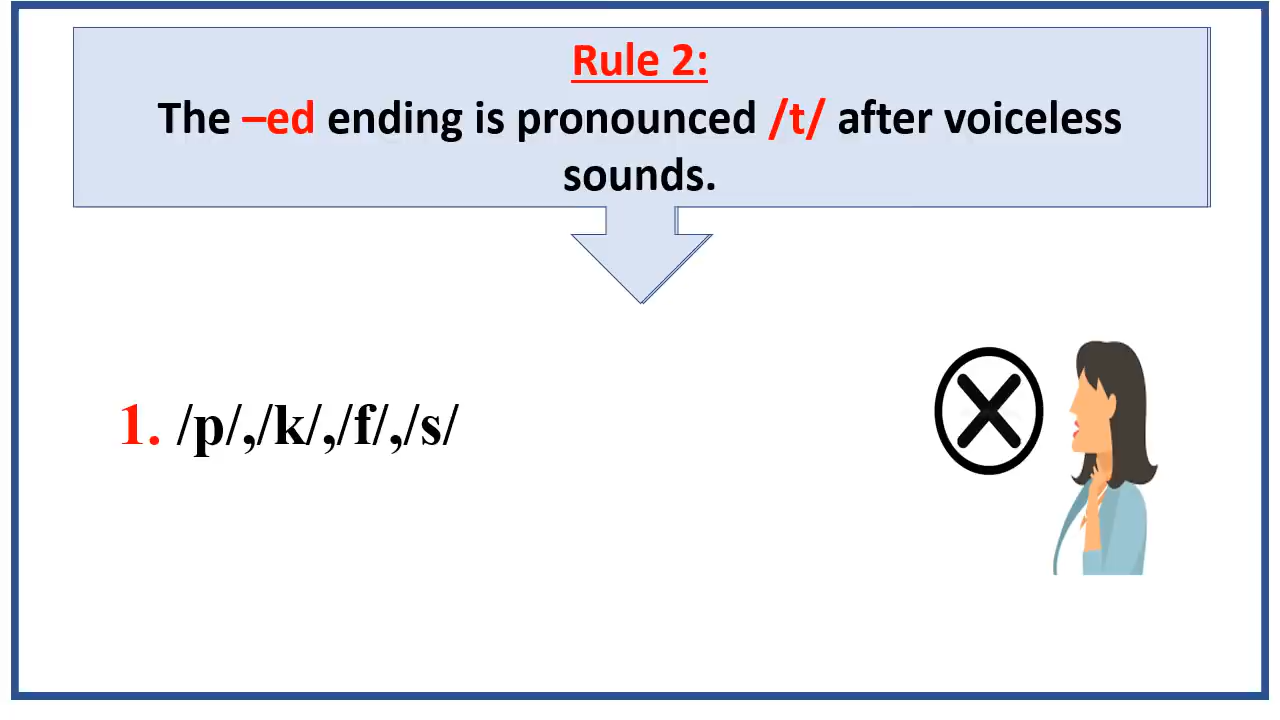 Rule 2:
The –ed ending is pronounced /t/ after voiceless
sounds.
1. /p/,/k/,/f/,/s/